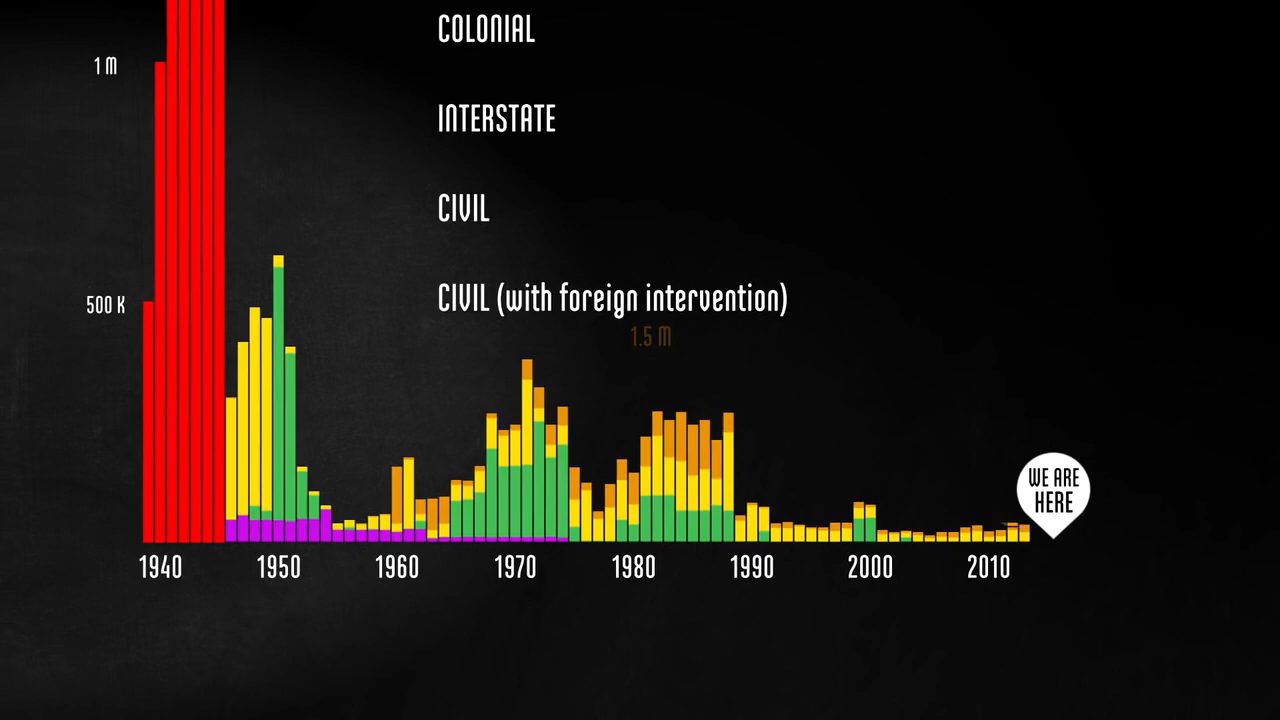 COLONIAL
1 M
INTERSTATE
CIVIL
CIVIL (with foreign intervention)
500 K
1.5 M
WE ARE
HERE
1940 1950 1960 1970 1980 1990 2000 2010